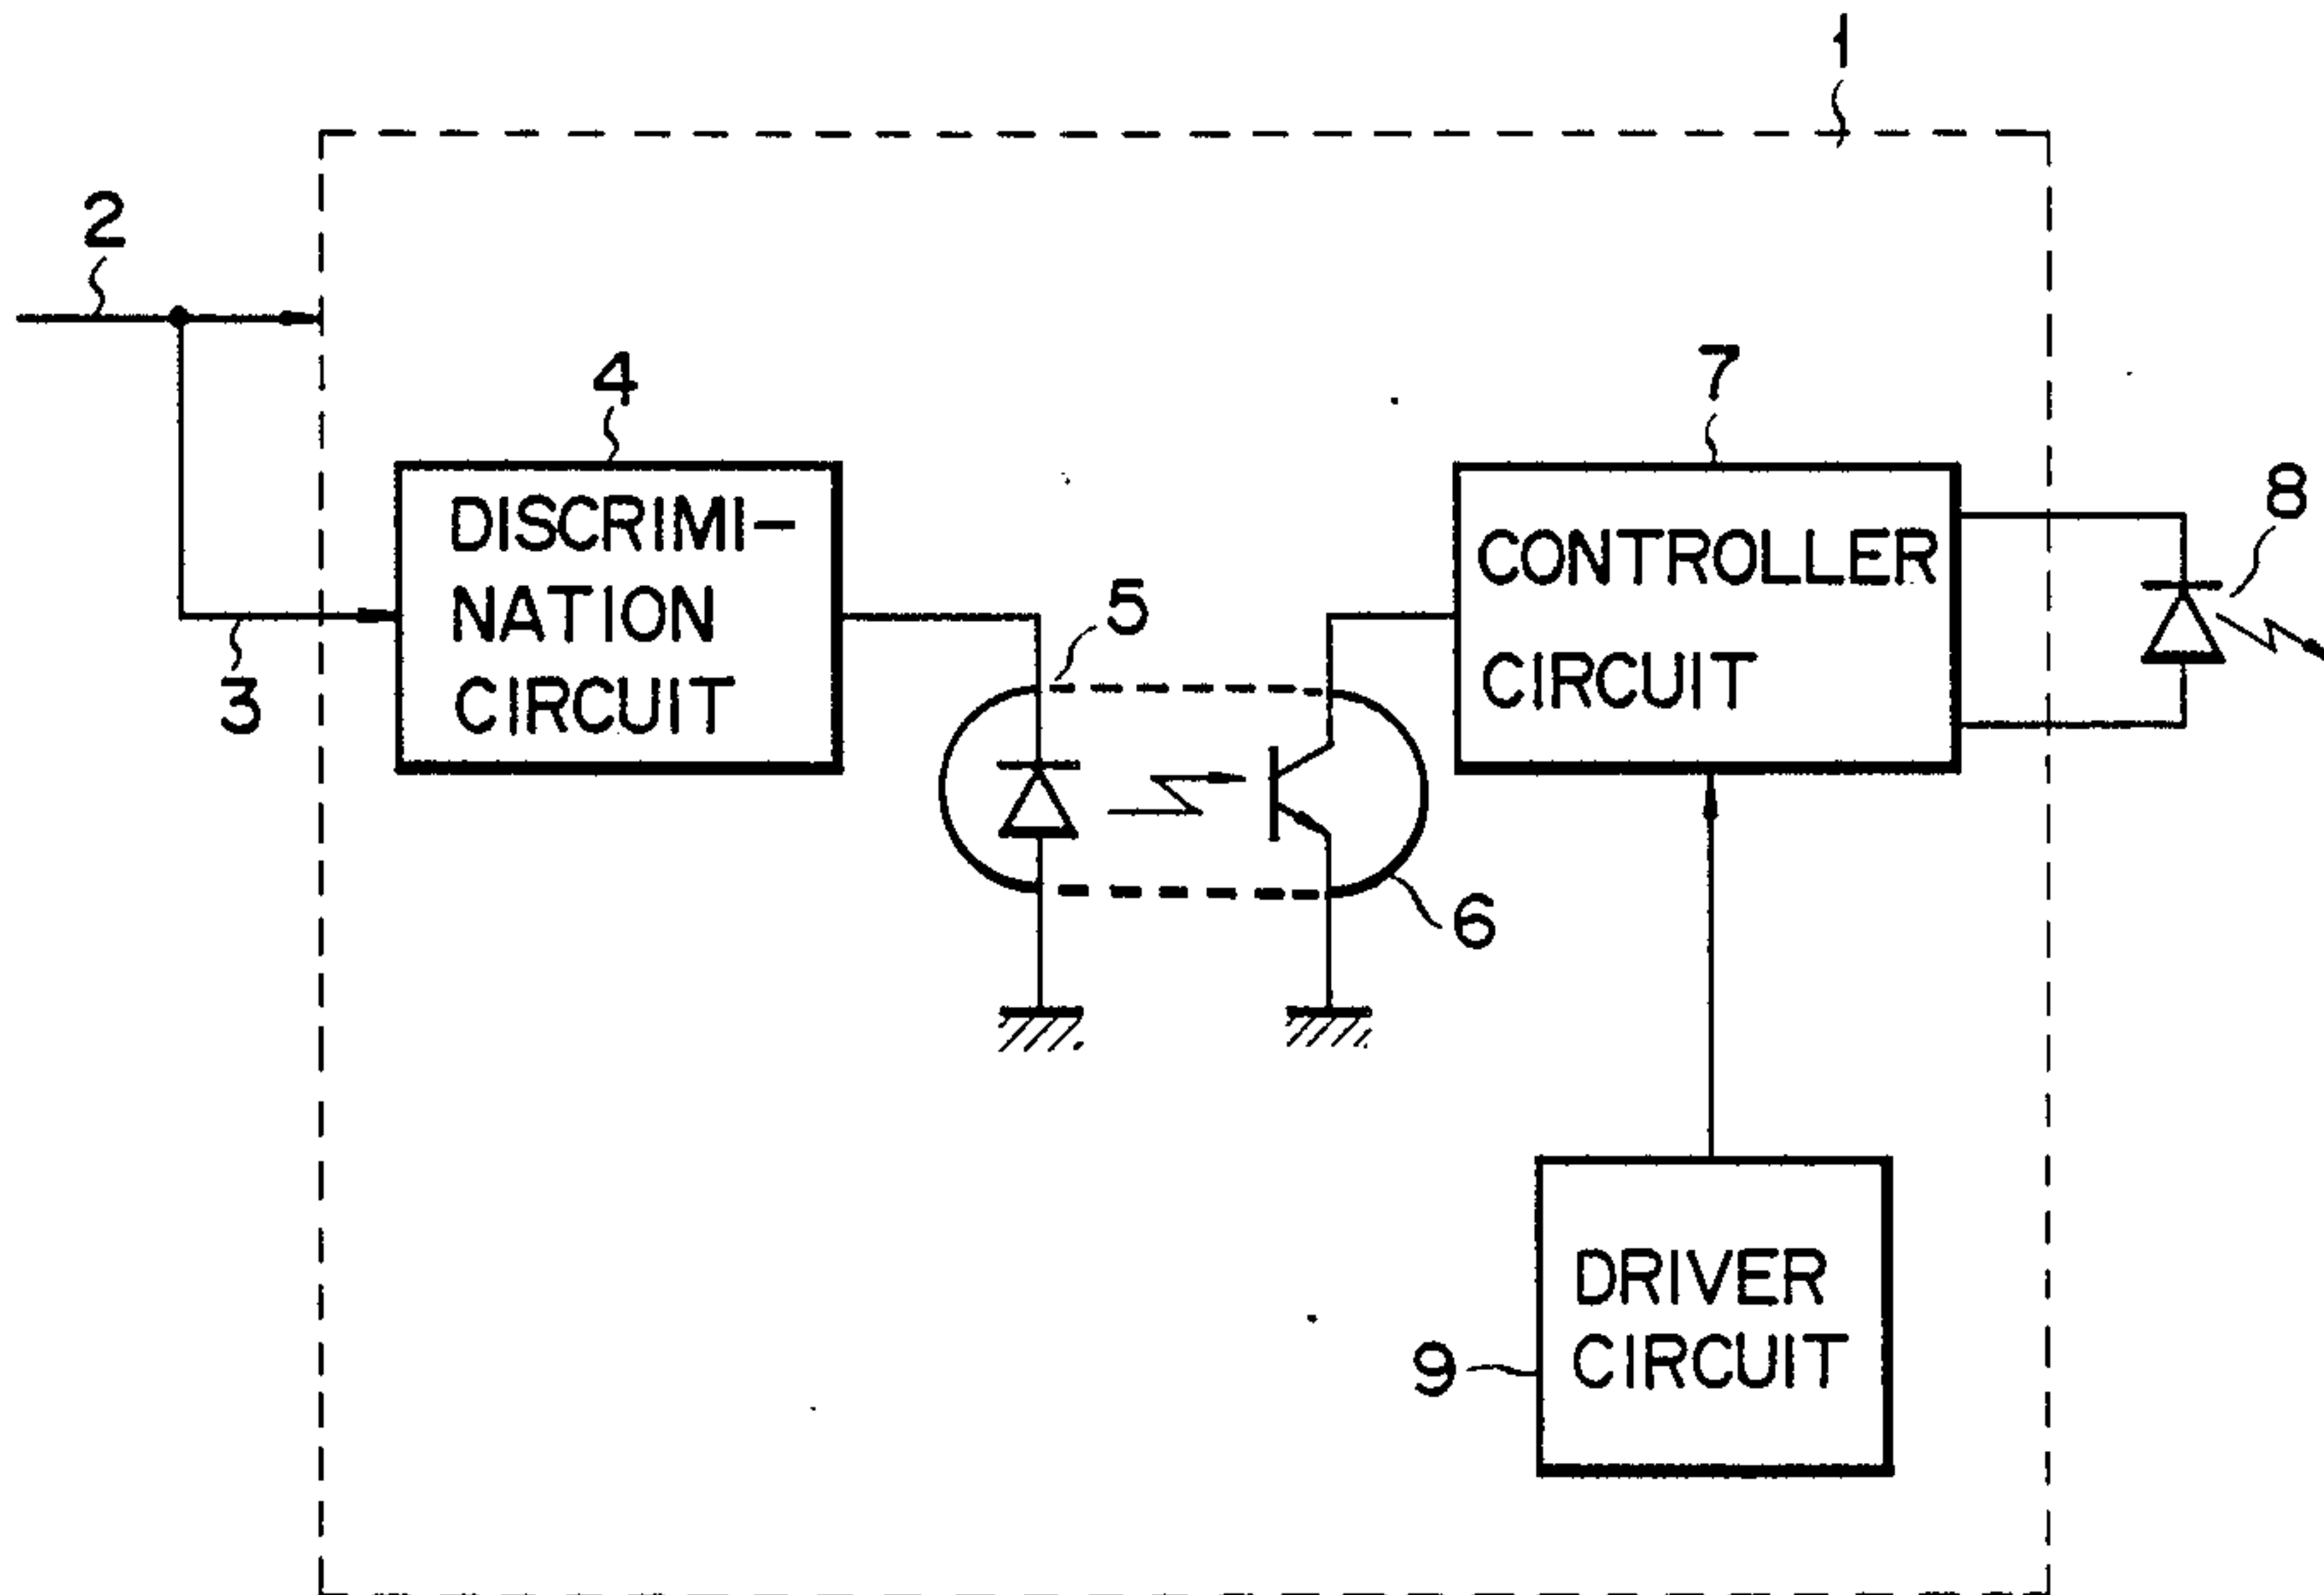 1
2
4
7
8
DISCRIMI-
NATION
CIRCUIT
CONTROLLER
CIRCUIT
5
3
6
DRIVER
CIRCUIT
9